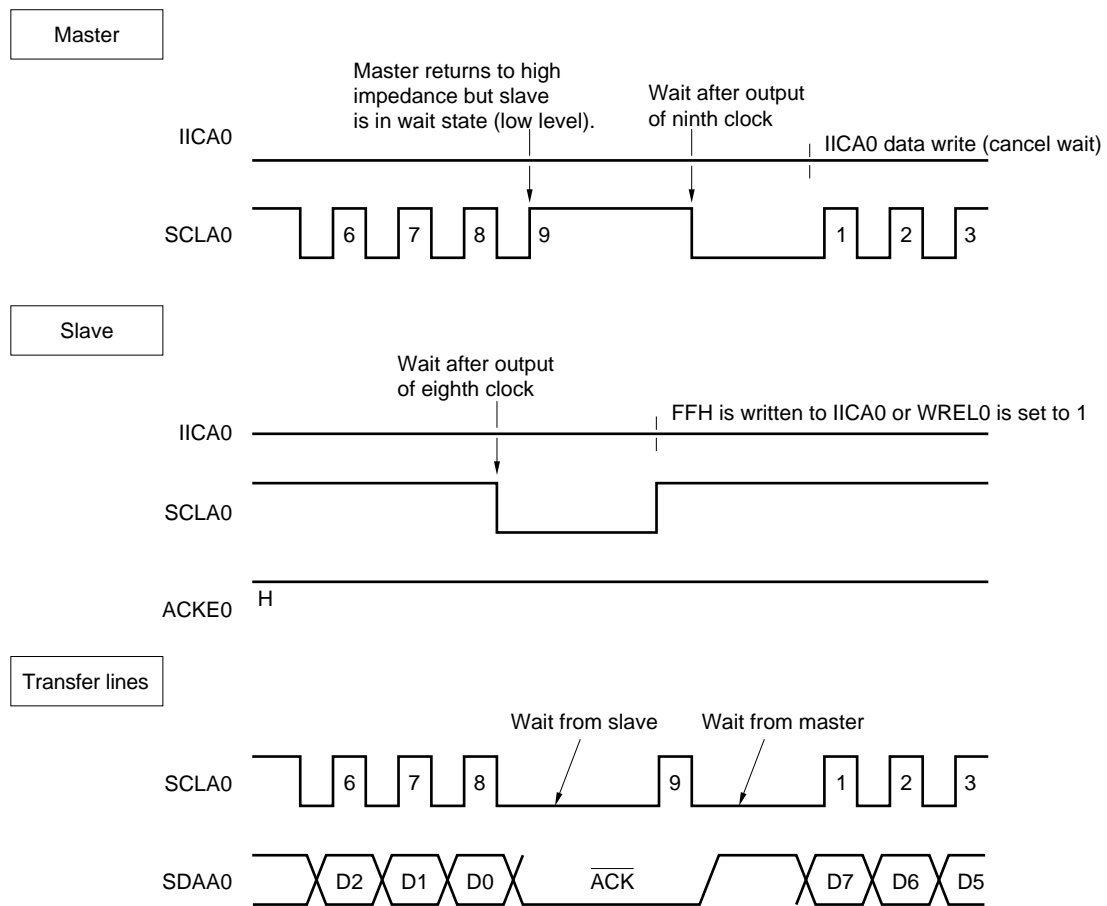 Master
Master returns to high
impedance but slave
is in wait state (low level).
Wait after output
of ninth clock
IICA0
IICA0 data write (cancel wait)
SCLA0
6 7 8 9 1 2 3
Slave
Wait after output
of eighth clock
FFH is written to IICA0 or WREL0 is set to 1
IICA0
SCLA0
H
ACKE0
Transfer lines
Wait from slave Wait from master
SCLA0 6 7 8 9 1 2 3
SDAA0 D2 D1 D0 A̅C̅K̅ D7 D6 D5